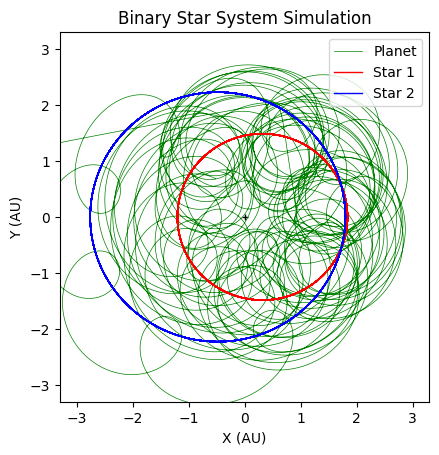 Binary Star System Simulation
Planet
Star 1
Star 2
Y (AU)
3
2
1
0
−1
−2
−3
−3
−2
−1
0
1
2
3
X (AU)